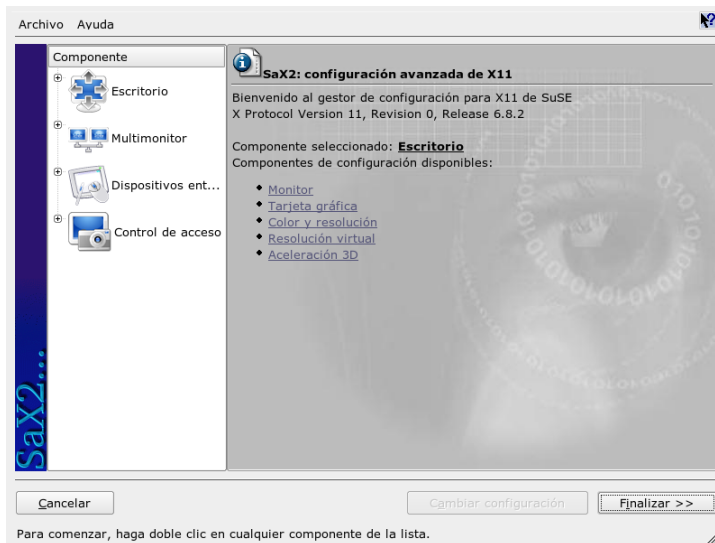 Archivo Ayuda
Componente
Escritorio
Multimonitor
Dispositivos ent...
Control de acceso
SaX2...
SaX2: configuración avanzada de X11
Bienvenido al gestor de configuración para X11 de SuSE
X Protocol Version 11, Revision 0, Release 6.8.2
Componente seleccionado: Escritorio
Componentes de configuración disponibles:
Monitor
Tarjeta gráfica
Color y resolución
Resolución virtual
Aceleración 3D
Cancelar
Cambiar configuración
Finalizar >>
Para comenzar, haga doble clic en cualquier componente de la lista.